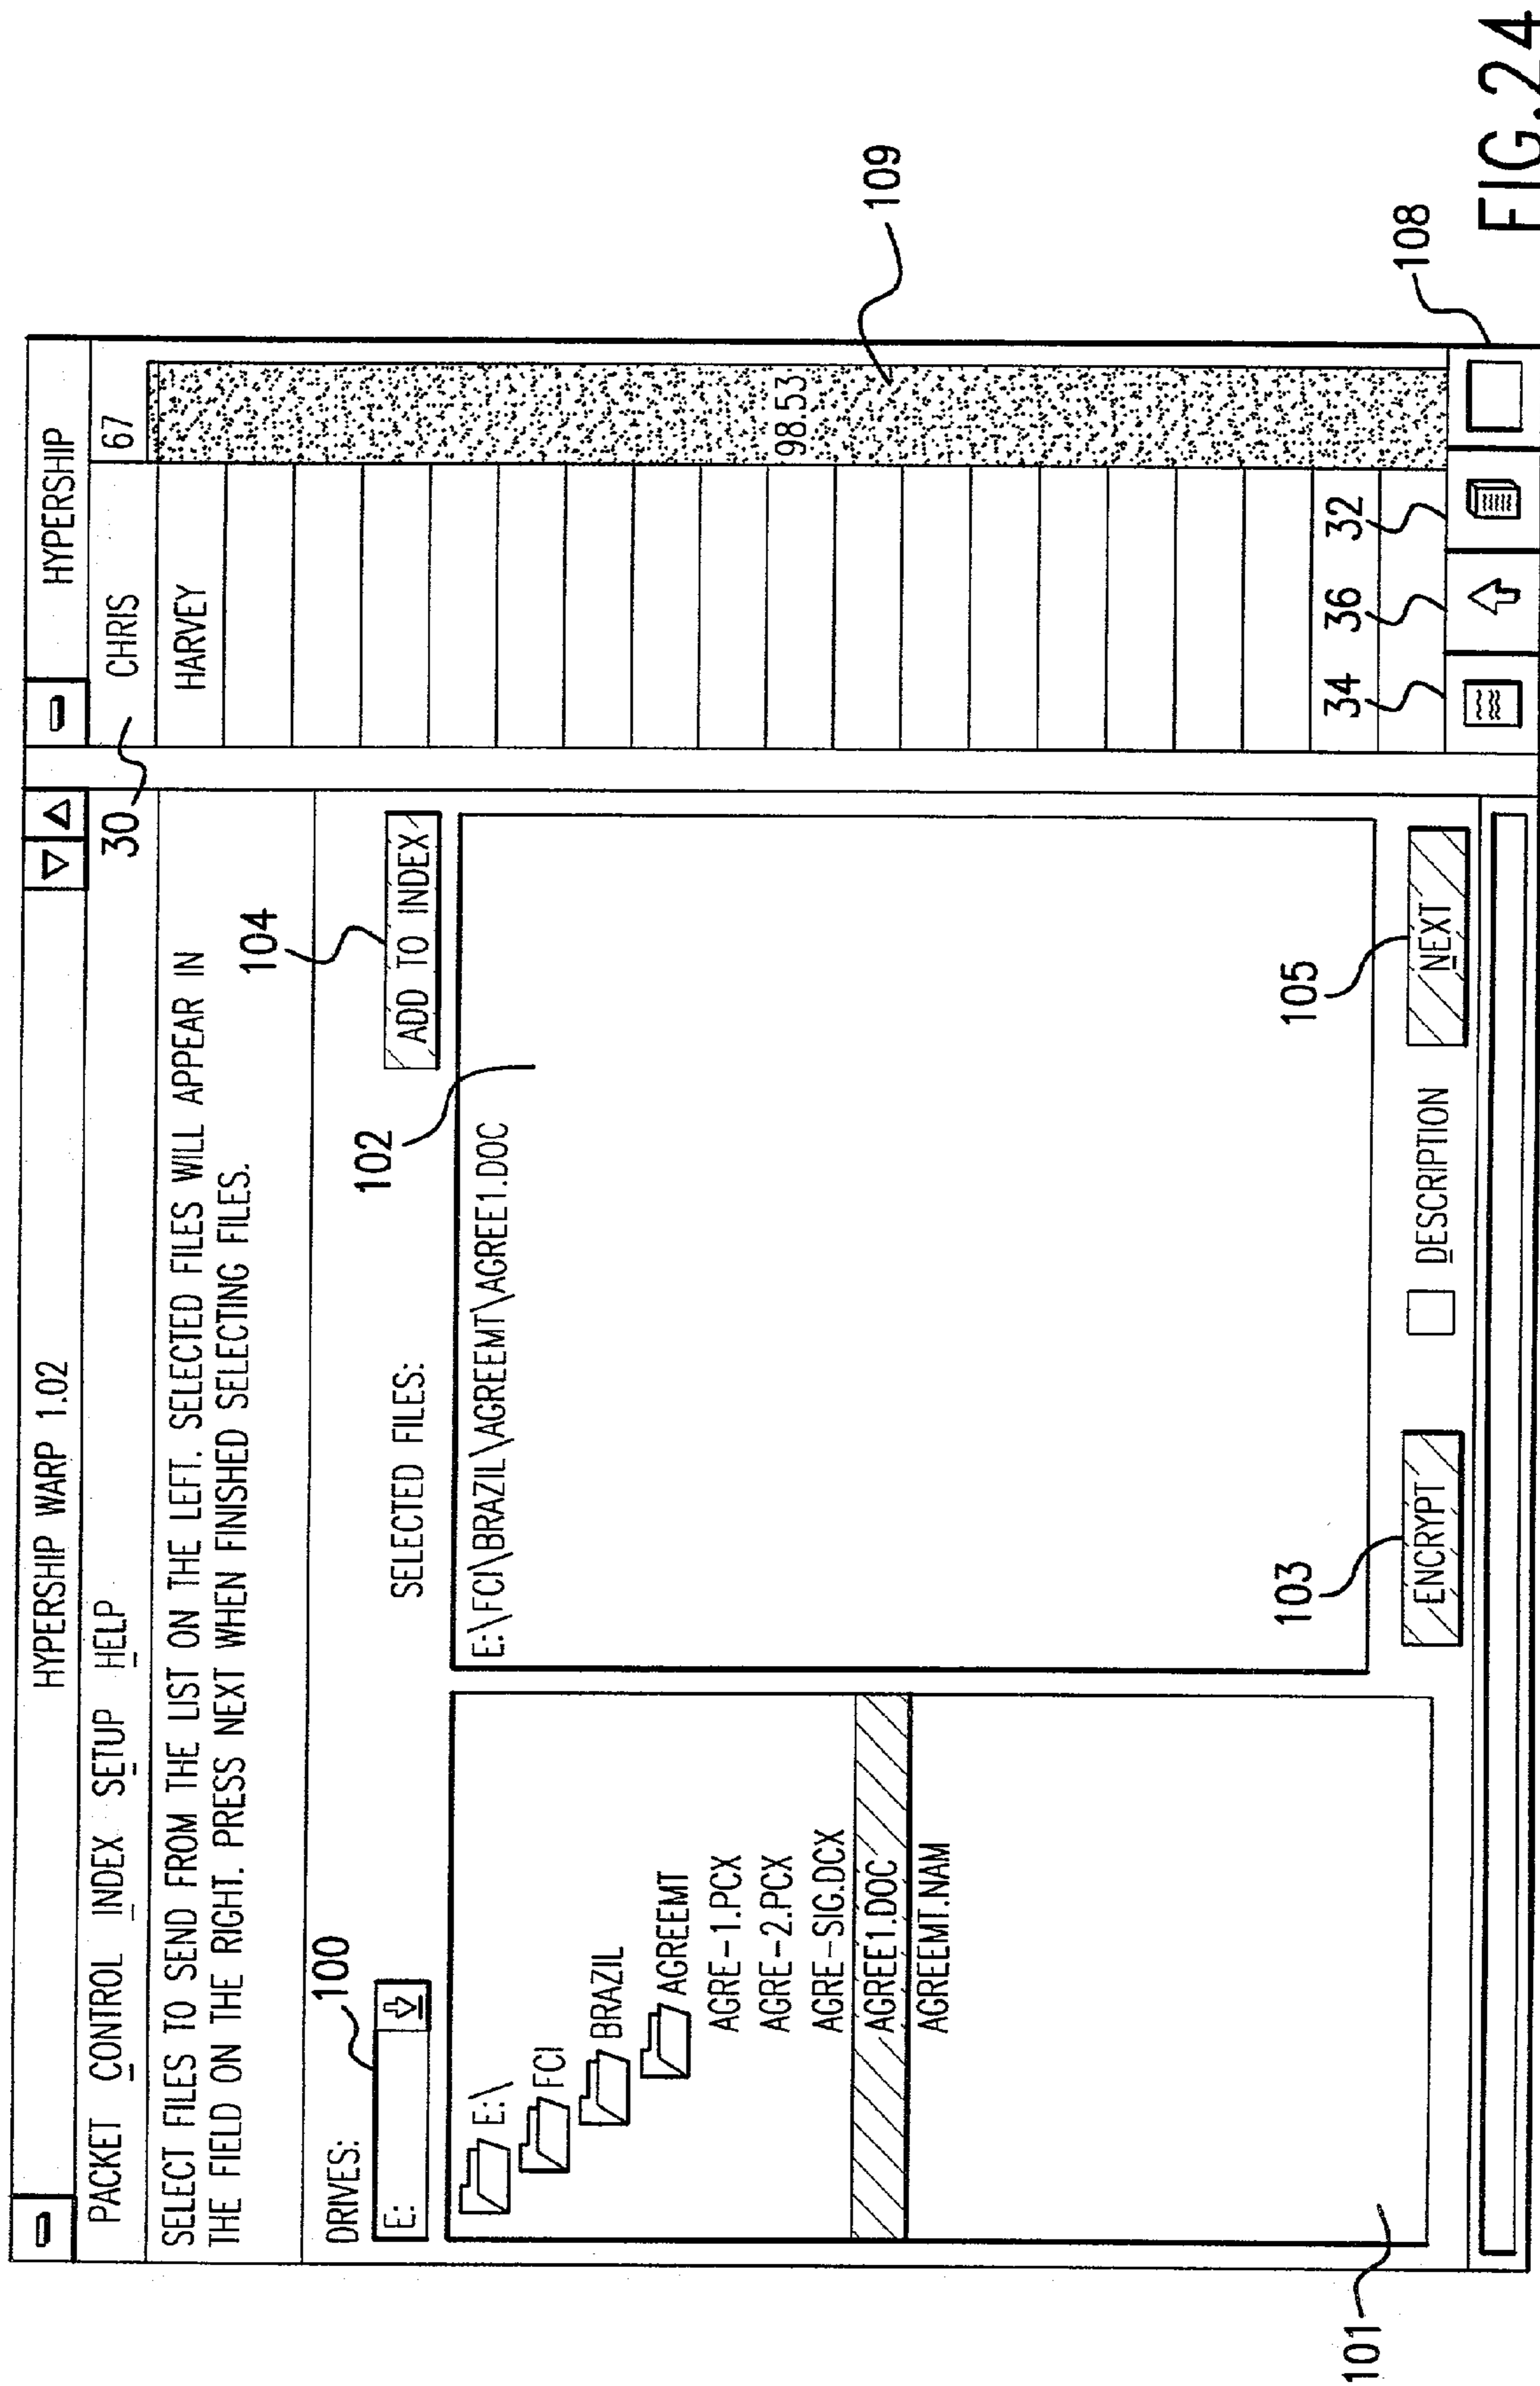 HYPERSHIP WARP 1.02
PACKET CONTROL INDEX SETUP HELP
SELECT FILES TO SEND FROM THE LIST ON THE LEFT. SELECTED FILES WILL APPEAR IN
THE FIELD ON THE RIGHT. PRESS NEXT WHEN FINISHED SELECTING FILES.
DRIVES:
100
E:
SELECTED FILES:
104
ADD TO INDEX
102
E:\
FCI
BRAZIL
AGREEMT
AGRE-1.PCX
AGRE-2.PCX
AGRE-SIG.DCX
AGREE1.DOC
AGREEMT.NAM
101
E:\FCI\BRAZIL\AGREEMT\AGREE1.DOC
103
105
ENCRYPT
DESCRIPTION
NEXT
HYPERSHIP
30
CHRIS
67
HARVEY
98.53
109
34
36
32
108
FIG.24